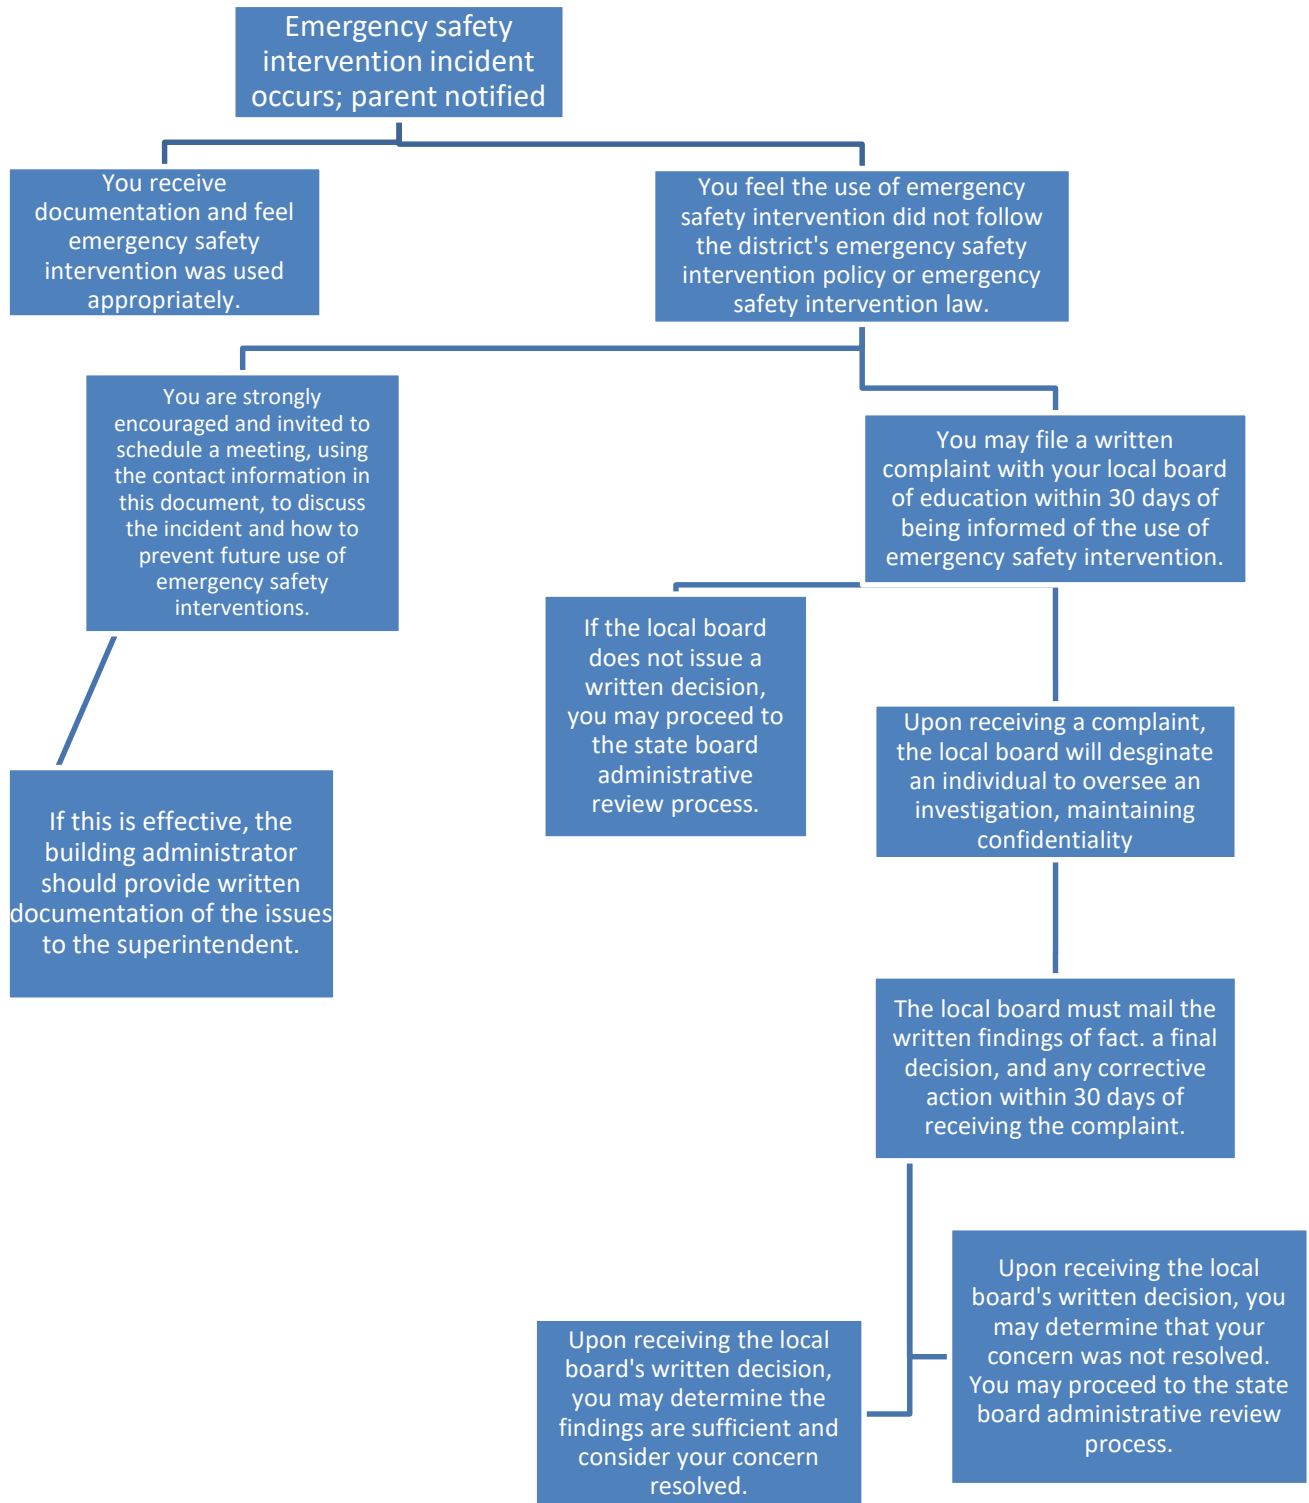 Emergency safety
intervention incident
occurs; parent notified
You receive
documentation and feel
emergency safety
intervention was used
appropriately.
You feel the use of emergency
safety intervention did not follow
the district's emergency safety
intervention policy or emergency
safety intervention law.
You are strongly
encouraged and invited to
schedule a meeting, using
the contact information in
this document, to discuss
the incident and how to
prevent future use of
emergency safety
interventions.
You may file a written
complaint with your local board
of education within 30 days of
being informed of the use of
emergency safety intervention.
If the local board
does not issue a
written decision,
you may proceed to
the state board
administrative
review process.
Upon receiving a complaint,
the local board will desginate
an individual to oversee an
investigation, maintaining
confidentiality
If this is effective, the
building administrator
should provide written
documentation of the issues
to the superintendent.
The local board must mail the
written findings of fact. a final
decision, and any corrective
action within 30 days of
receiving the complaint.
Upon receiving the local
board's written decision, you
may determine that your
concern was not resolved.
You may proceed to the state
board administrative review
process.
Upon receiving the local
board's written decision,
you may determine the
findings are sufficient and
consider your concern
resolved.